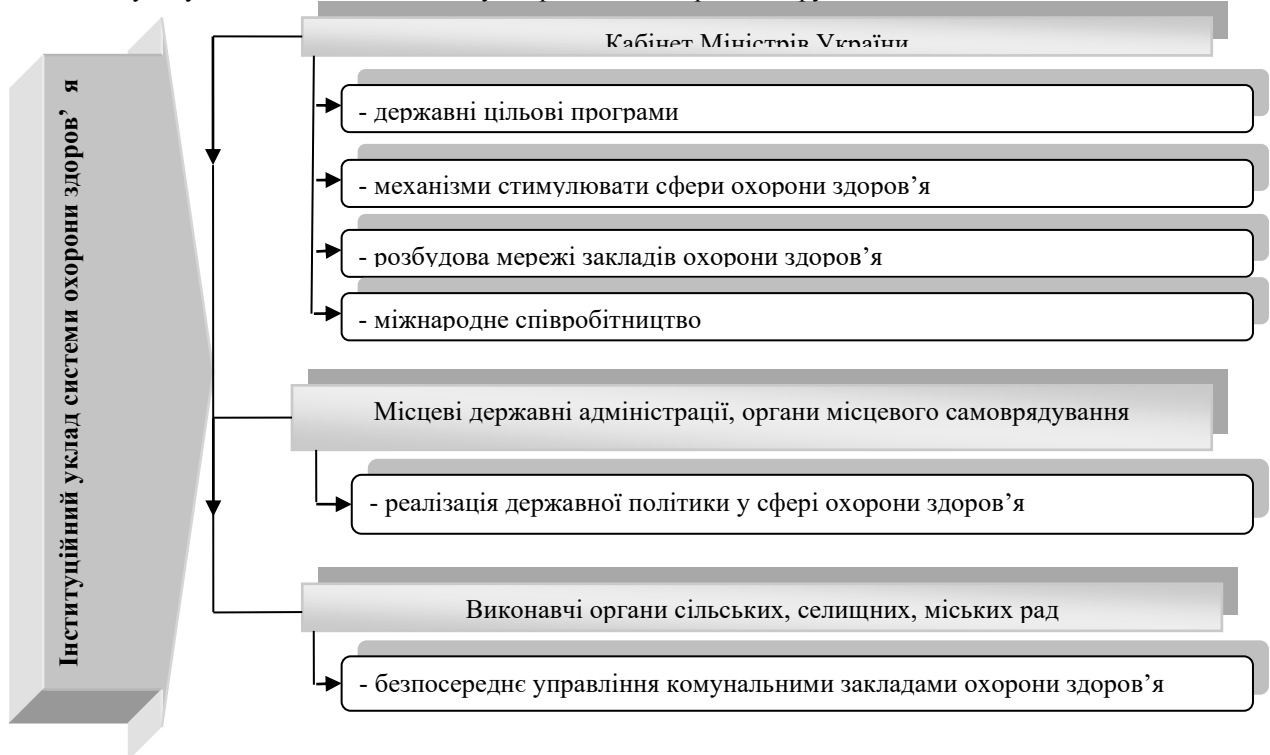 Інституційний уклад системи охорони здоров’ я
Кабінет Міністрів України
- державні цільові програми
- механізми стимулювати сфери охорони здоров’я
- розбудова мережі закладів охорони здоров’я
- міжнародне співробітництво
Місцеві державні адміністрації, органи місцевого самоврядування
- реалізація державної політики у сфері охорони здоров’я
Виконавчі органи сільських, селищних, міських рад
- безпосереднє управління комунальними закладами охорони здоров’я